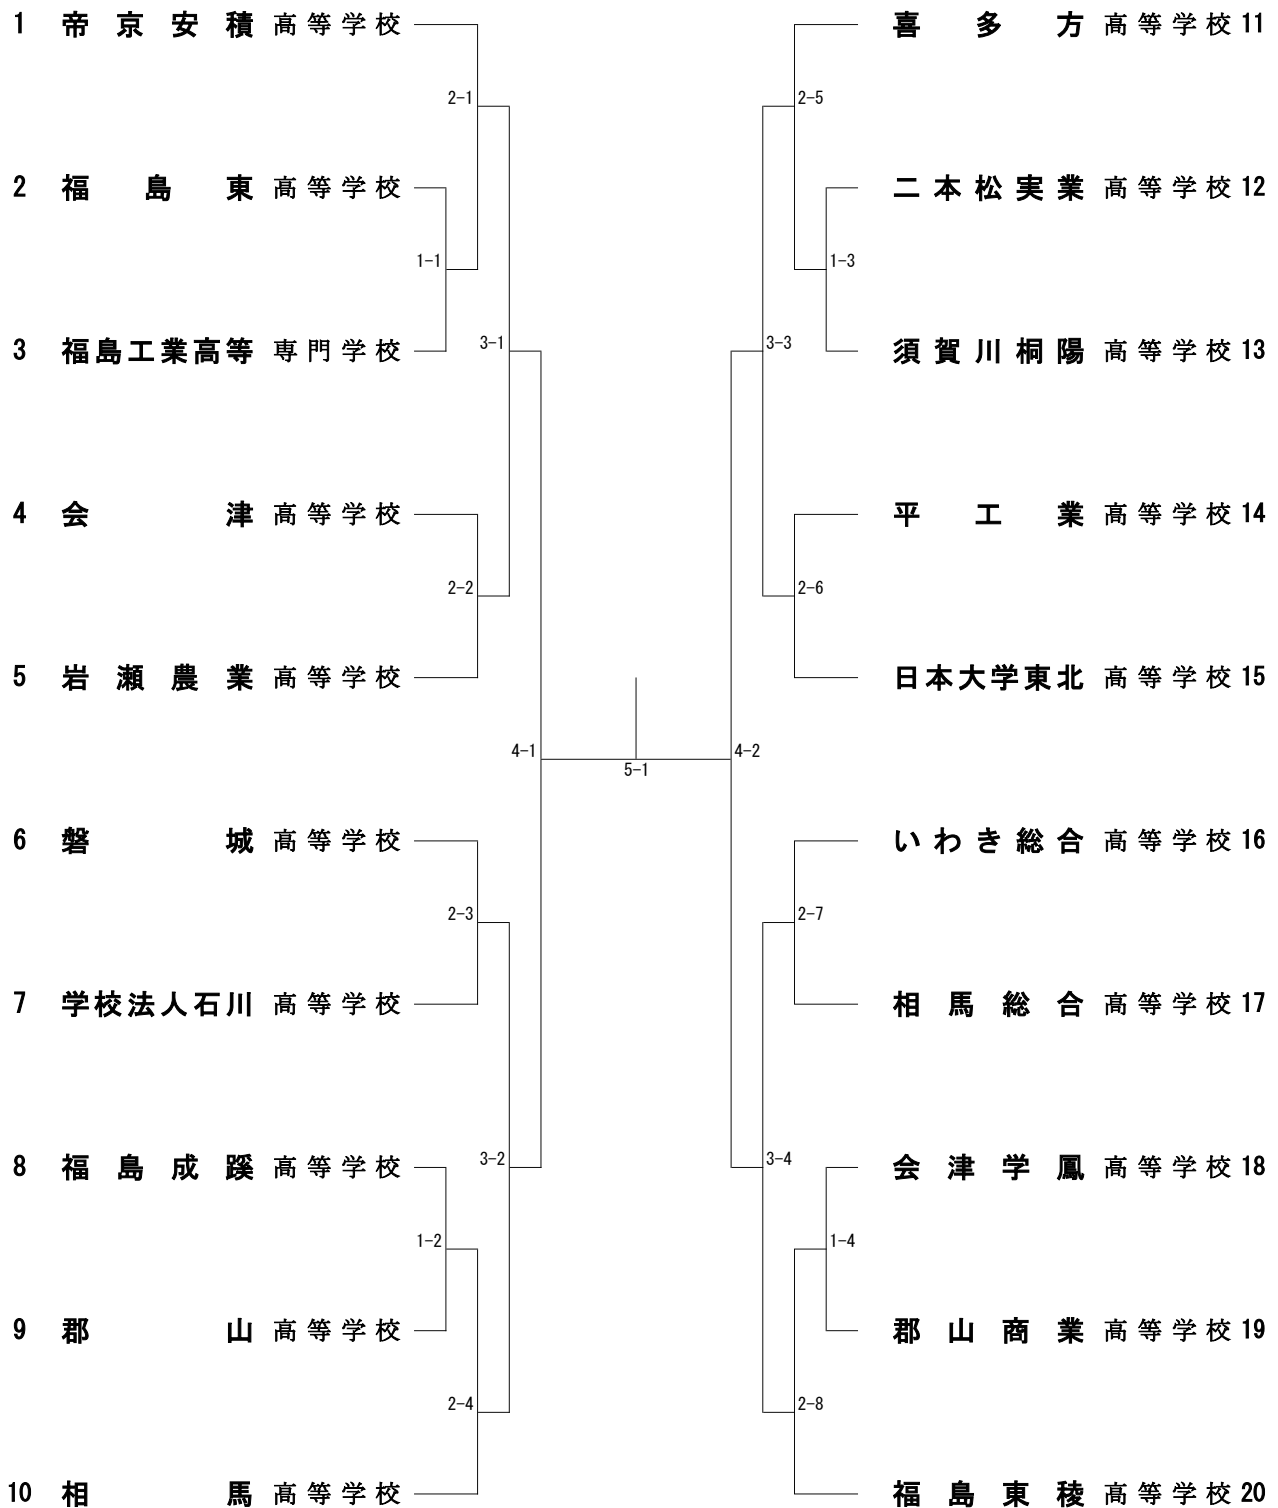 1 帝京安積 高等学校
2-1
2 福島東 高等学校
1-1
3 福島工業高等 専門学校
3-1
4 会津 高等学校
2-2
5 岩瀬農業 高等学校
4-1
6 磐城 高等学校
2-3
7 学校法人石川 高等学校
8 福島成蹊 高等学校
3-2
1-2
9 郡山 高等学校
2-4
10 相馬 高等学校
5-1
喜多方 高等学校 11
2-5
二本松実業 高等学校 12
1-3
須賀川桐陽 高等学校 13
3-3
平工業 高等学校 14
2-6
日本大学東北 高等学校 15
4-2
いわき総合 高等学校 16
2-7
相馬総合 高等学校 17
会津学鳳 高等学校 18
3-4
1-4
郡山商業 高等学校 19
2-8
福島東稜 高等学校 20